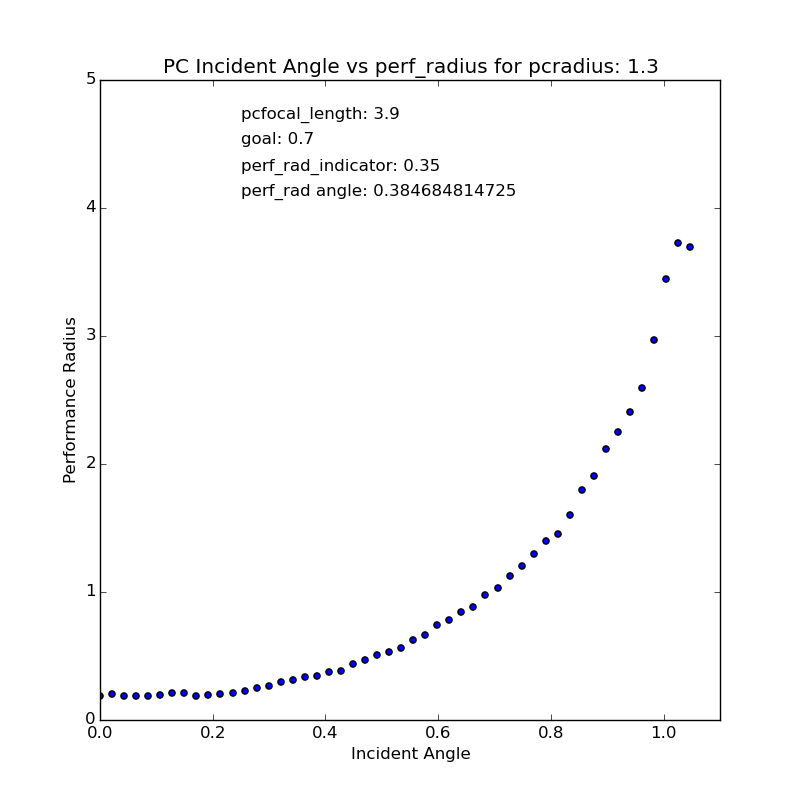 PC Incident Angle vs perf_radius for pcradius: 1.3
5
pcfocal_length: 3.9
goal: 0.7
perf_rad_indicator: 0.35
perf_rad angle: 0.384684814725
4
3
Performance Radius
2
1
0
0.0 0.2 0.4 0.6 0.8 1.0
Incident Angle